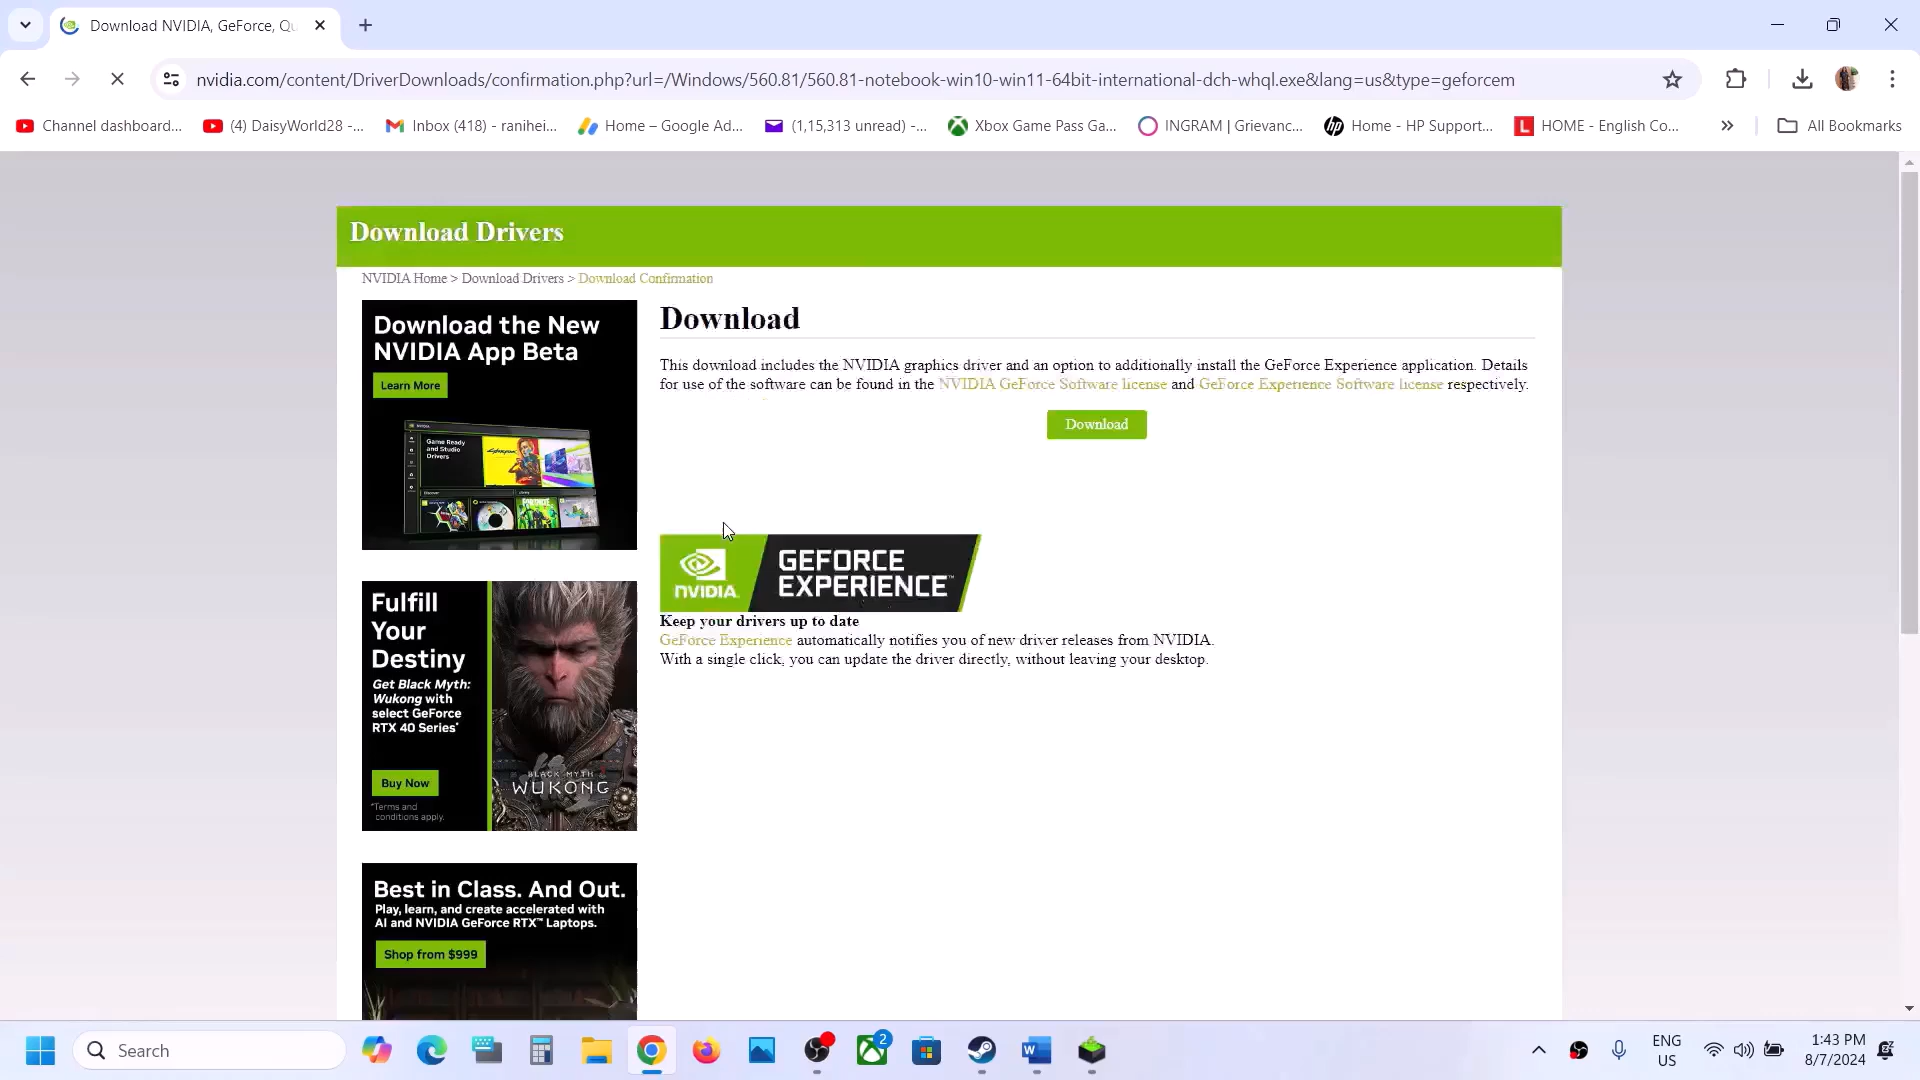 Download NVIDIA, GeForce, Qu
nvidia.com/content/DriverDownloads/confirmation.php?url=/Windows/560.81/560.81-notebook-win10-win11-64bit-international-dch-whql.exe&lang=us&type=geforcem
Channel dashboard...
(4) DaisyWorld28 -...
Inbox (418) - ranihei...
Home – Google Ad...
(1,15,313 unread) -...
Xbox Game Pass Ga...
INGRAM | Grievanc...
Home - HP Support...
HOME - English Co...
All Bookmarks
Download Drivers
NVIDIA Home > Download Drivers > Download Confirmation
Download the New
NVIDIA App Beta
Learn More
Game Ready
and Studio
Drivers
Download
This download includes the NVIDIA graphics driver and an option to additionally install the GeForce Experience application. Details
for use of the software can be found in the NVIDIA GeForce Software license and GeForce Experience Software license respectively.
Download
NVIDIA
GEFORCE
EXPERIENCE
Keep your drivers up to date
GeForce Experience automatically notifies you of new driver releases from NVIDIA.
With a single click, you can update the driver directly, without leaving your desktop.
Fulfill
Your
Destiny
Get Black Myth:
Wukong with
select GeForce
RTX 40 Series*
Buy Now
*Terms and
conditions apply.
BLACK MYTH
WUKONG
Best in Class. And Out.
Play, learn, and create accelerated with
AI and NVIDIA GeForce RTX™ Laptops.
Shop from $999
Search
2
ENG
US
1:43 PM
8/7/2024